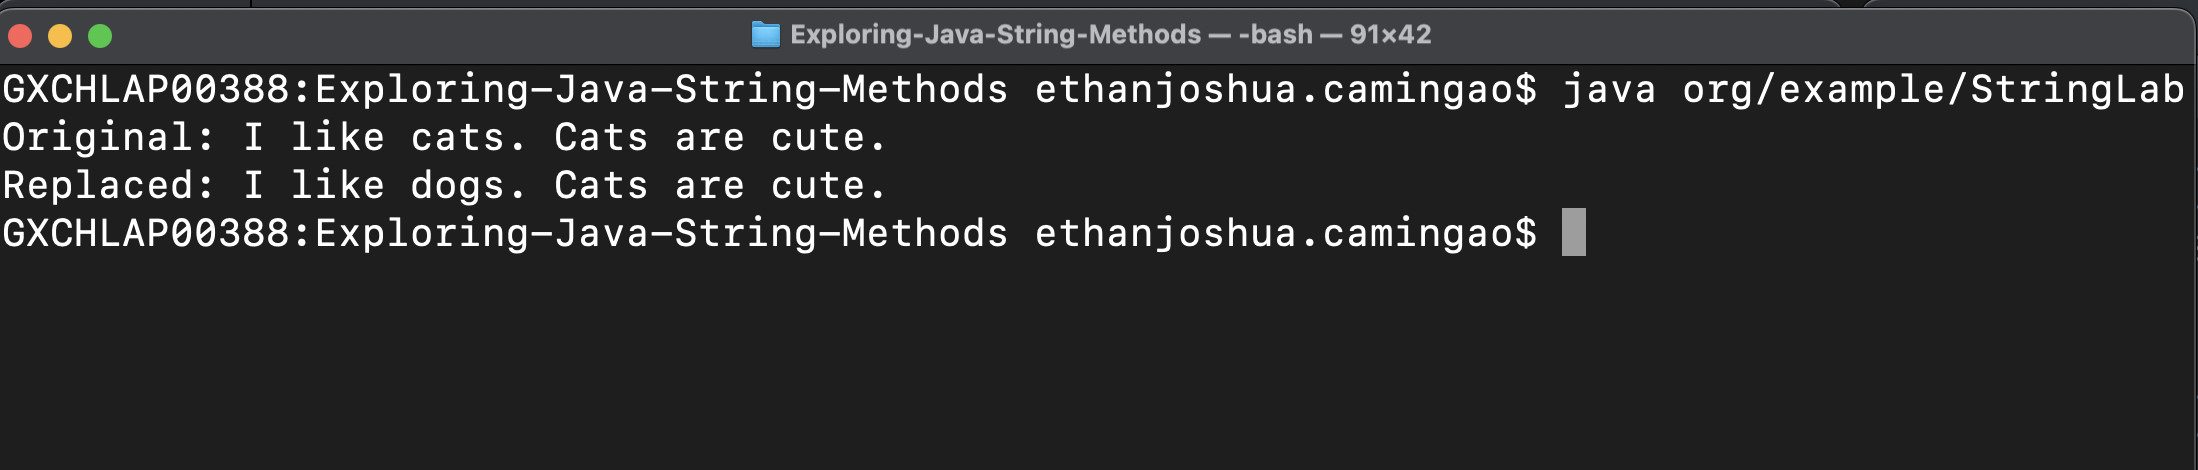 Exploring-Java-String-Methods — -bash — 91×42
GXCHLAP00388:Exploring-Java-String-Methods ethanjoshua.camingao$ java org/example/StringLab
Original: I like cats. Cats are cute.
Replaced: I like dogs. Cats are cute.
GXCHLAP00388:Exploring-Java-String-Methods ethanjoshua.camingao$